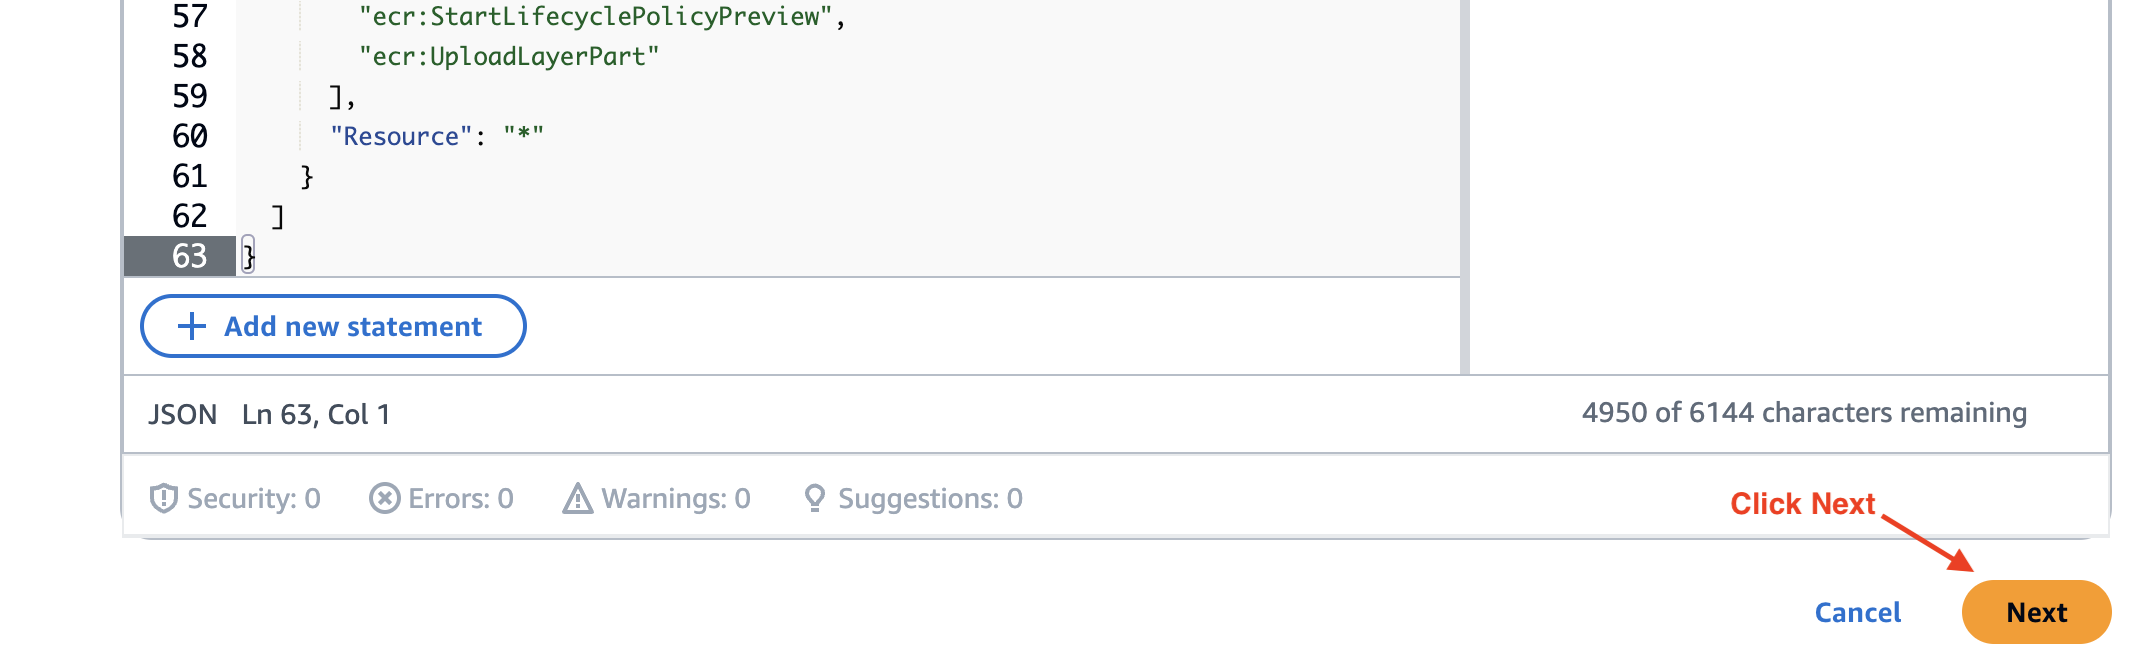 57 "ecr:StartLifecyclePolicyPreview",
58 "ecr:UploadLayerPart"
59 ],
60 "Resource": "*"
61 }
62 ]
63 }
+ Add new statement
JSON Ln 63, Col 1 4950 of 6144 characters remaining
Security: 0 Errors: 0 Warnings: 0 Suggestions: 0
Click Next
Cancel Next